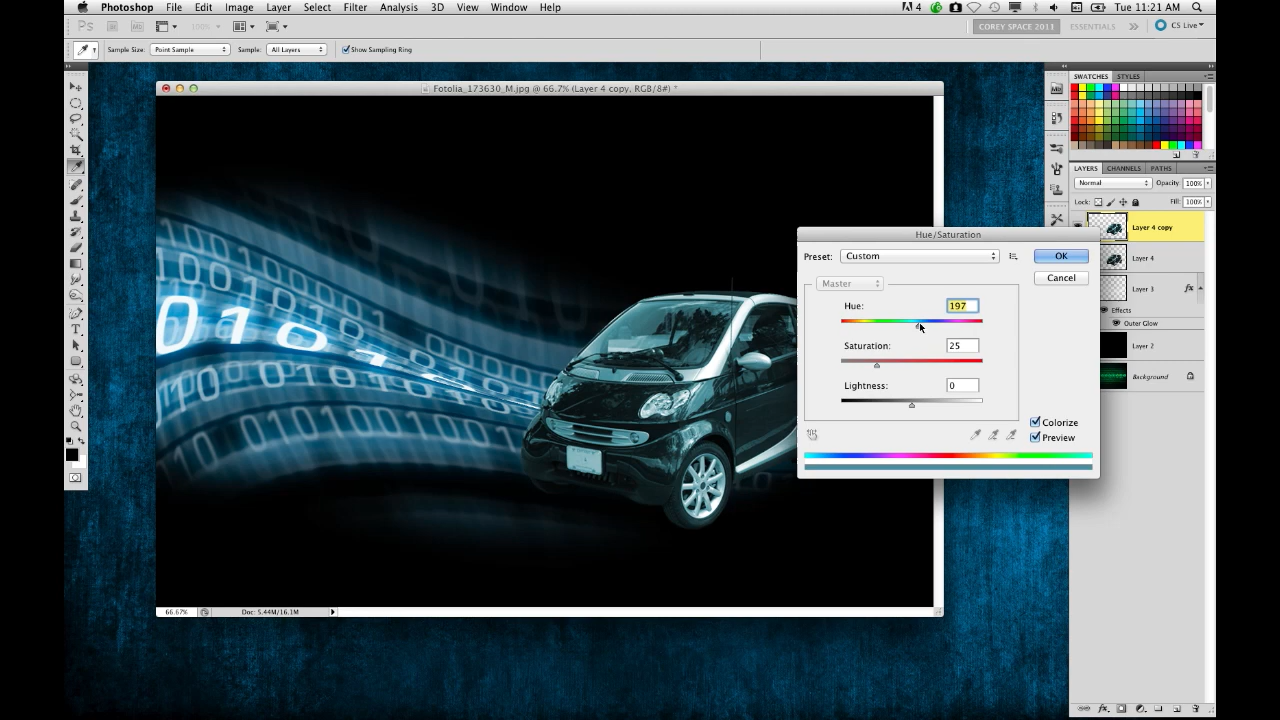 Photoshop File Edit Image Layer Select Filter Analysis 3D View Window Help 4 Tue 11:21 AM
Ps Mb 100% COREY SPACE 2011 ESSENTIALS CS Live
Sample Size: Point Sample Sample: All Layers Show Sampling Ring
Fotolia_173630_M.jpg @ 66.7% (Layer 4 copy, RGB/8#) *
SWATCHES STYLES
LAYERS CHANNELS PATHS
Normal Opacity: 100%
Lock: Fill: 100%
Layer 4 copy
Layer 4
Layer 3 fx
Effects
Outer Glow
Layer 2
Background
Hue/Saturation
Preset: Custom OK
Cancel
Master
Hue: 197
Saturation: 25
Lightness: 0
Colorize
Preview
010
66.67% Doc: 5.44M/16.1M